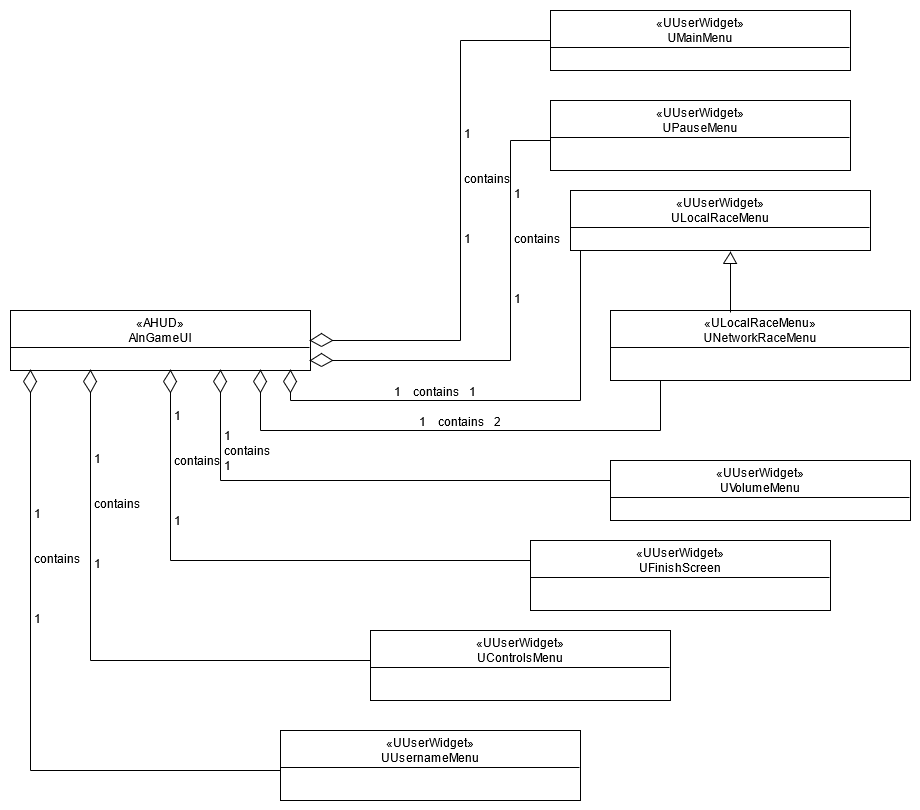 «UUserWidget»
UMainMenu
«UUserWidget»
UPauseMenu
1
contains
1
1
contains
1
«UUserWidget»
ULocalRaceMenu
«AHUD»
AInGameUI
«ULocalRaceMenu»
UNetworkRaceMenu
1 contains 1
1 contains 2
1
contains
1
1
contains
1
1
contains
1
1
contains
1
«UUserWidget»
UVolumeMenu
«UUserWidget»
UFinishScreen
«UUserWidget»
UControlsMenu
«UUserWidget»
UUsernameMenu